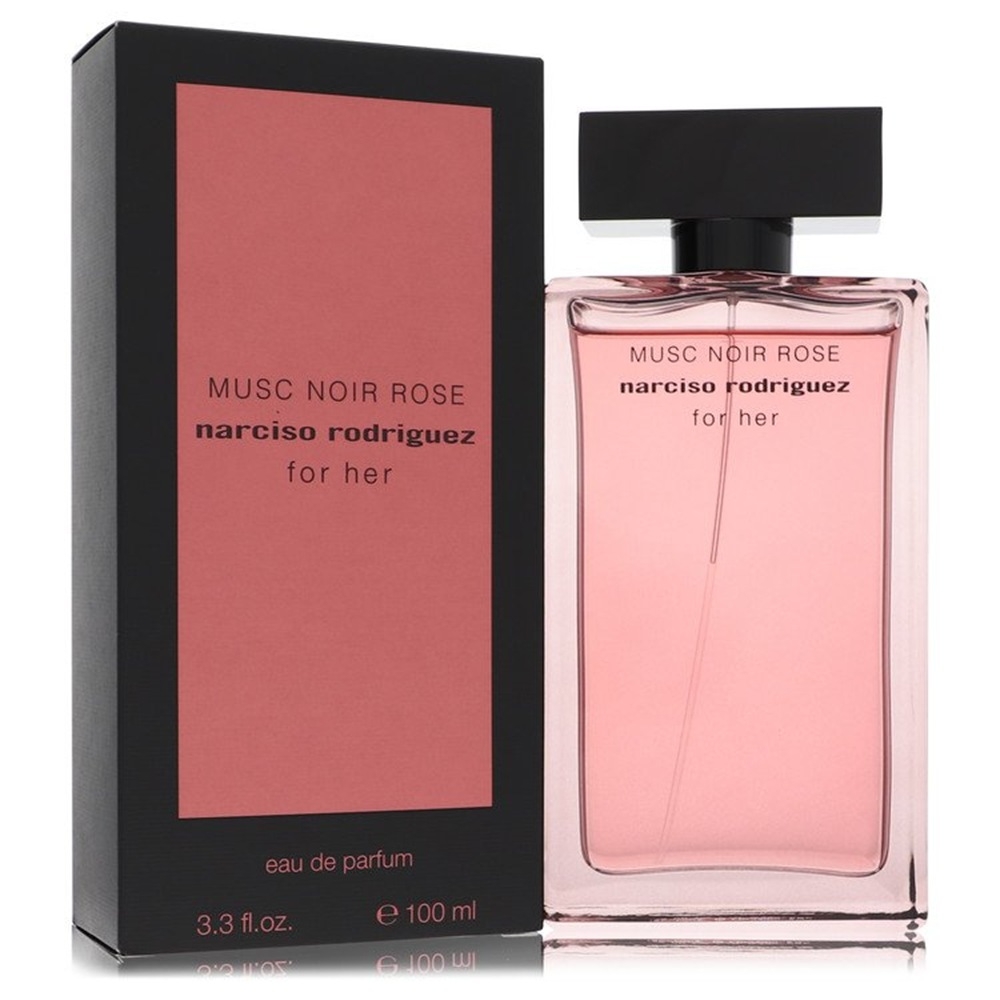 MUSC NOIR ROSE
narciso rodriguez
for her
eau de parfum
3.3 fl.oz. ℮ 100 ml
MUSC NOIR ROSE
narciso rodriguez
for her